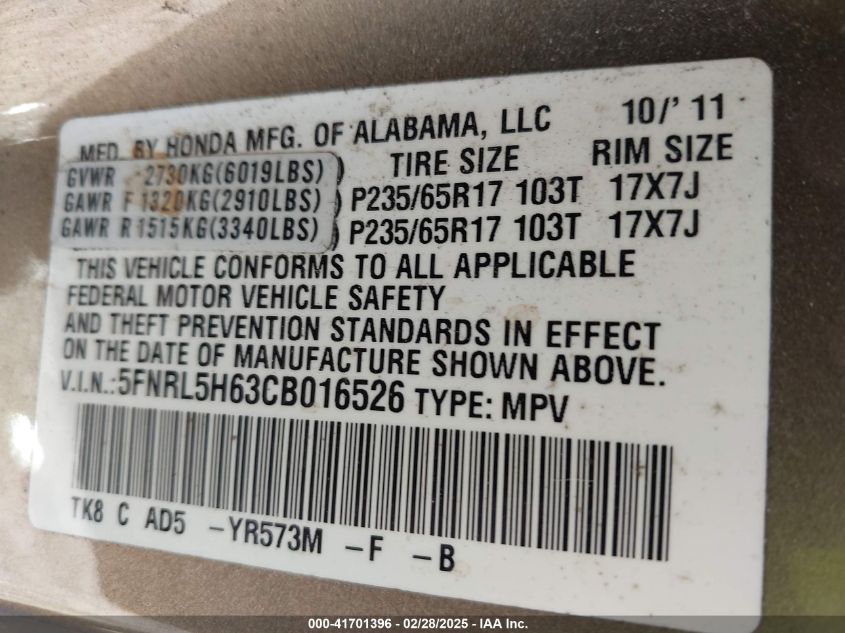 MFD. BY HONDA MFG. OF ALABAMA, LLC 10/'11
GVWR 2730KG(6019LBS) ) TIRE SIZE RIM SIZE
GAWR F 1320KG(2910LBS) ) P235/65R17 103T 17X7J
GAWR R 1515KG(3340LBS) ) P235/65R17 103T 17X7J
THIS VEHICLE CONFORMS TO ALL APPLICABLE
FEDERAL MOTOR VEHICLE SAFETY
AND THEFT PREVENTION STANDARDS IN EFFECT
ON THE DATE OF MANUFACTURE SHOWN ABOVE.
V.I.N.:5FNRL5H63CB016526 TYPE: MPV
TK8 C AD5 -YR573M -F -B
000-41701396 - 02/28/2025 - IAA Inc.